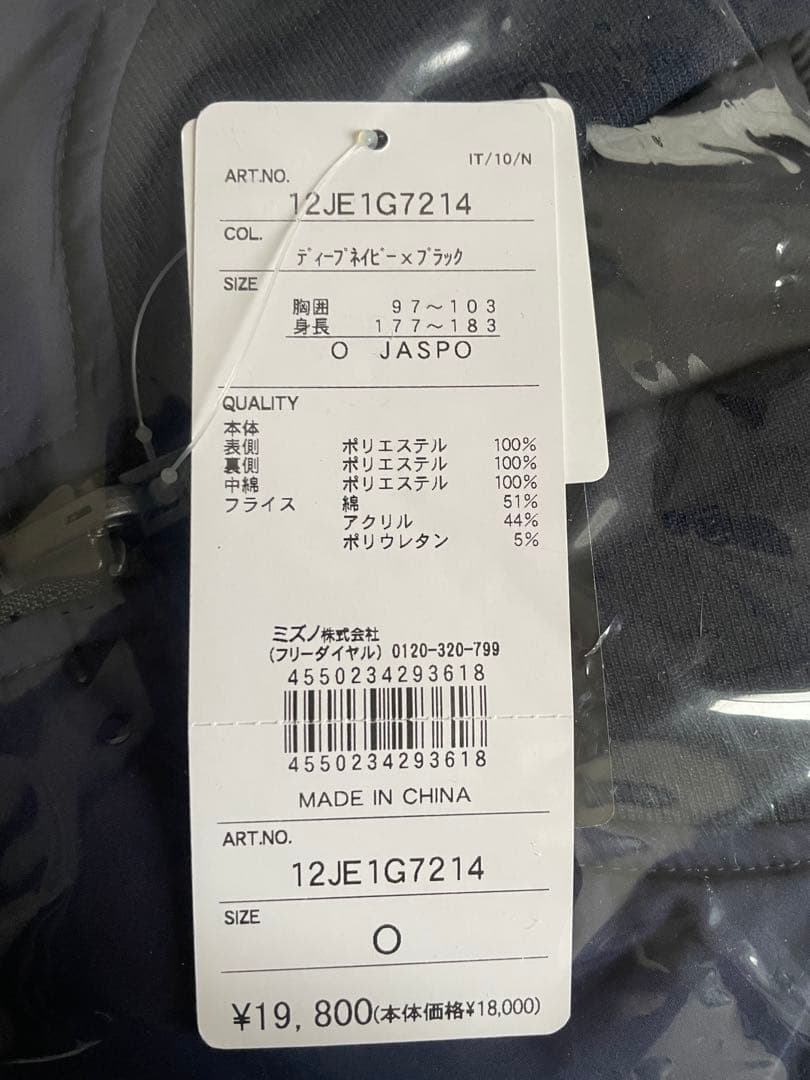 IT/10/N
ART.NO.
12JE1G7214
COL.
ディープネイビー×ブラック
SIZE
胸囲 97～103
身長 177～183
O JASPO
QUALITY
本体
表側 ポリエステル 100%
裏側 ポリエステル 100%
中綿 ポリエステル 100%
フライス 綿 51%
アクリル 44%
ポリウレタン 5%
ミズノ株式会社
(フリーダイヤル) 0120-320-799
4550234293618
4550234293618
MADE IN CHINA
ART.NO.
12JE1G7214
SIZE
O
¥19,800(本体価格¥18,000)